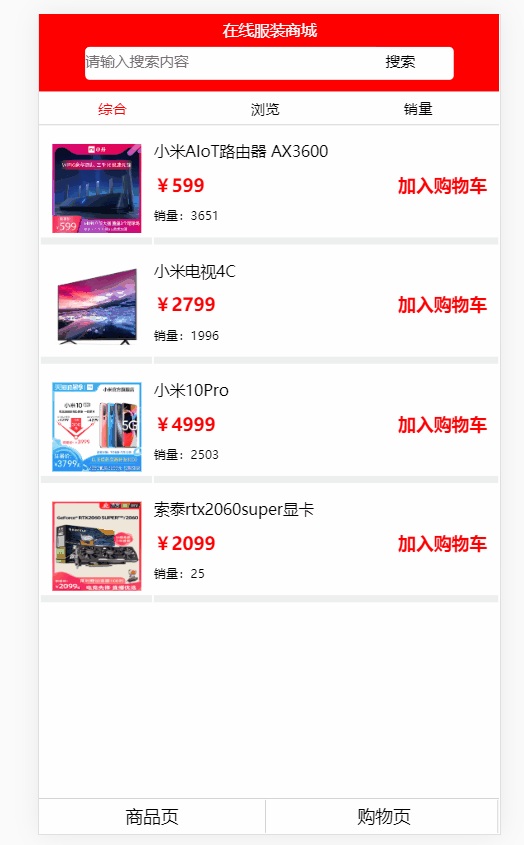 在线服装商城
请输入搜索内容 搜索
综合 浏览 销量
小米AIoT路由器 AX3600
¥599 加入购物车
销量：3651
小米电视4C
¥2799 加入购物车
销量：1996
小米10Pro
¥4999 加入购物车
销量：2503
索泰rtx2060super显卡
¥2099 加入购物车
销量：25
商品页 购物页